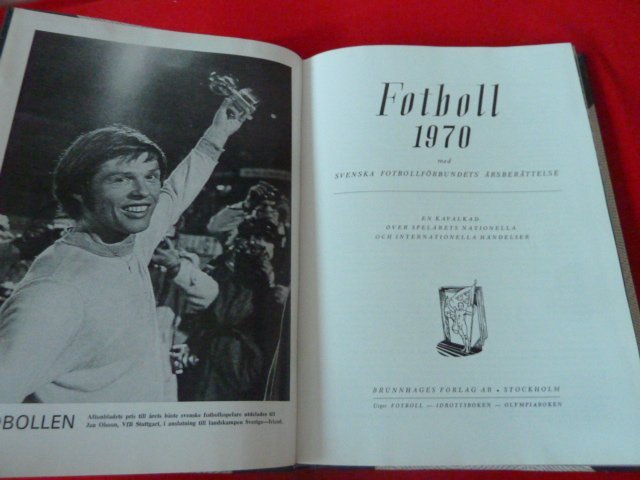 DBOLLEN
Aftonbladets pris till årets bäste svenske fotbollsspelare utdelades till
Jan Olsson, VfB Stuttgart, i anslutning till landskampen Sverige—Irland.
Fotboll
1970
med
SVENSKA FOTBOLLFÖRBUNDETS ÅRSBERÄTTELSE
EN KAVALKAD
ÖVER SPELÅRETS NATIONELLA
OCH INTERNATIONELLA HÄNDELSER
BRUNNHAGES FÖRLAG AB • STOCKHOLM
Utger FOTBOLL — IDROTTSBOKEN — OLYMPIABOKEN